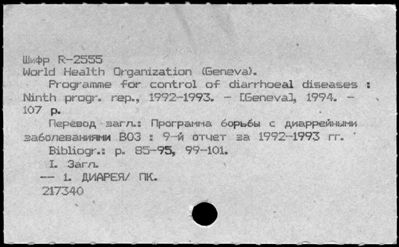 Шифр R-2555
World Health Organization (Geneva).
Programme for control of diarrhoeal diseases :
Ninth progr. rep., 1992-1993. - [Geneva], 1994. -
107 p.
Перевод загл.: Программа борьбы с диаррейными
заболеваниями ВОЗ : 9-й отчет за 1992-1993 гг.
Bibliogr.: p. 85-95, 99-101.
I. Загл.
-- 1. ДИАРЕЯ/ ПК.
217340